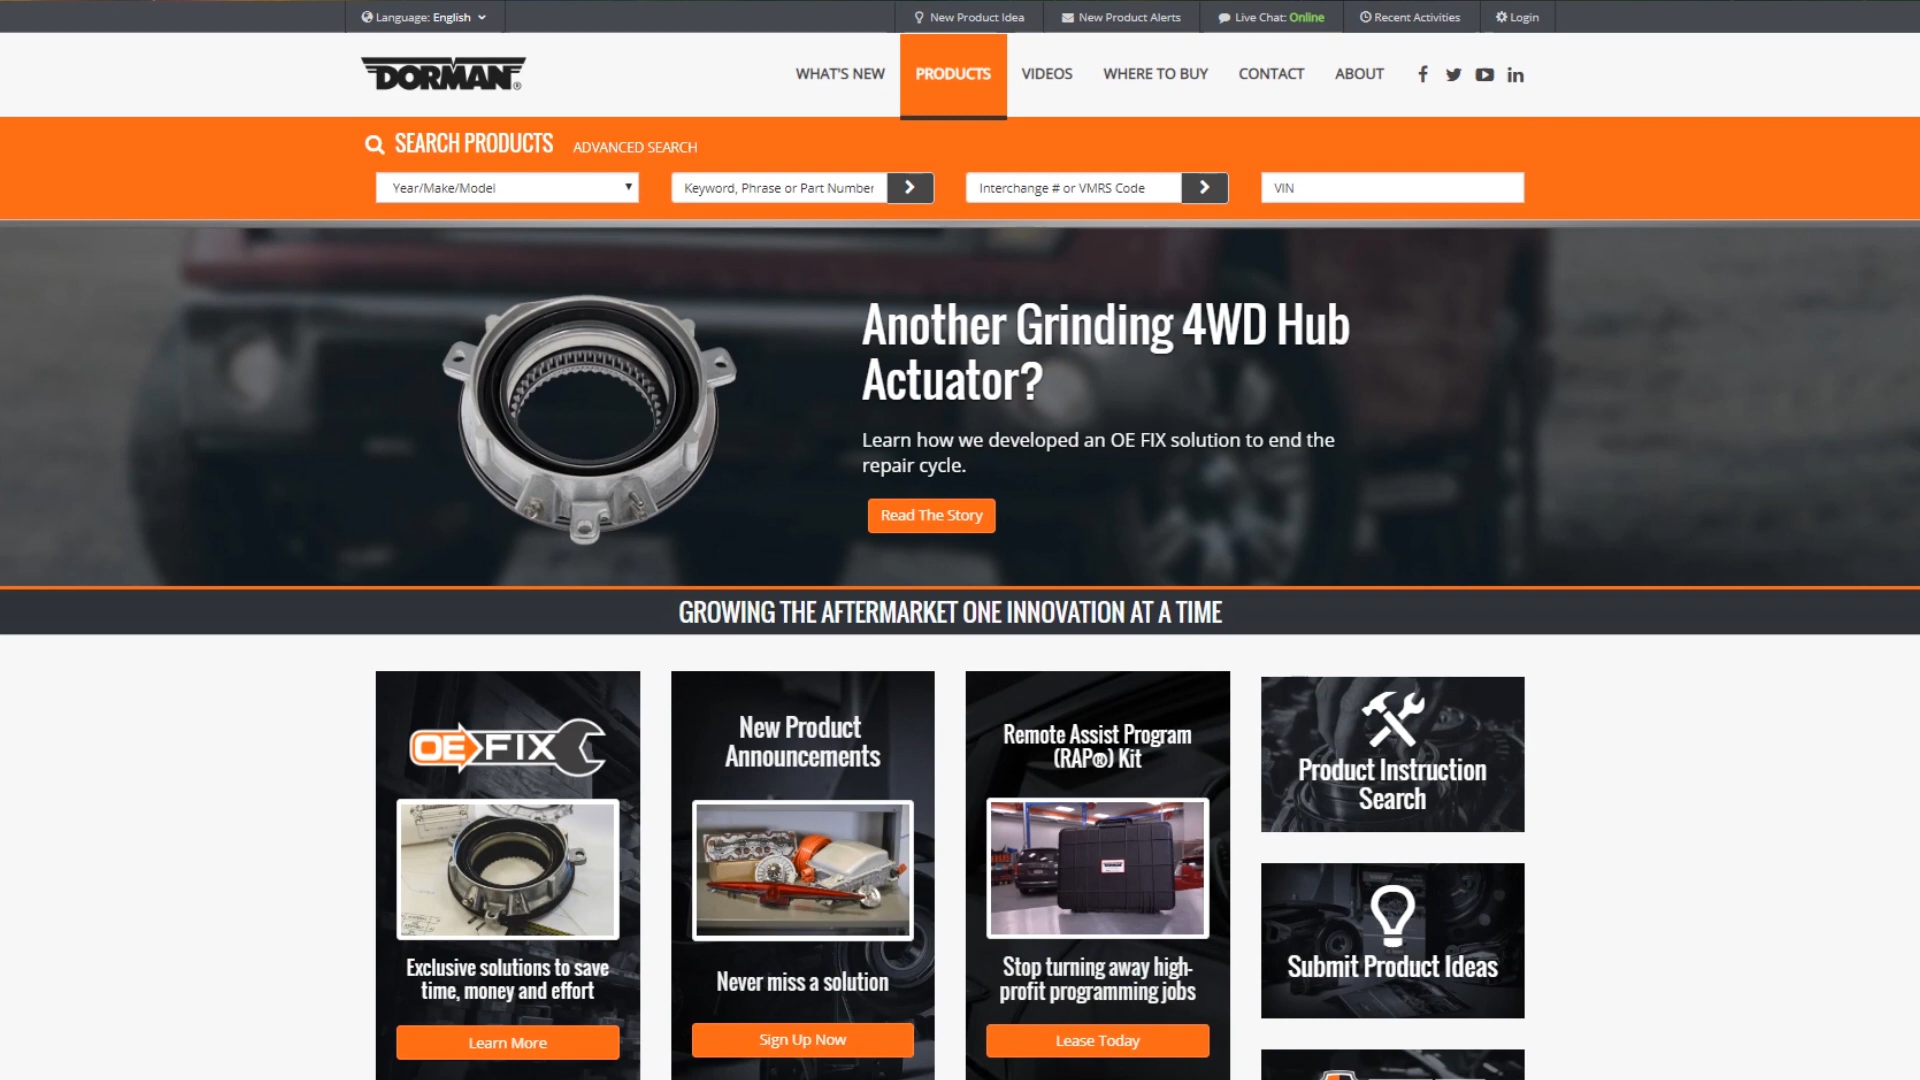 Language: English
New Product Idea
New Product Alerts
Live Chat: Online
Recent Activities
Login
DORMAN®
WHAT'S NEW
PRODUCTS
VIDEOS
WHERE TO BUY
CONTACT
ABOUT
SEARCH PRODUCTS
ADVANCED SEARCH
Year/Make/Model
Keyword, Phrase or Part Number
Interchange # or VMRS Code
VIN
Another Grinding 4WD Hub
Actuator?
Learn how we developed an OE FIX solution to end the
repair cycle.
Read The Story
GROWING THE AFTERMARKET ONE INNOVATION AT A TIME
OE FIX
Exclusive solutions to save
time, money and effort
Learn More
New Product
Announcements
Never miss a solution
Sign Up Now
Remote Assist Program
(RAP®) Kit
DORMAN
Stop turning away high-
profit programming jobs
Lease Today
Product Instruction
Search
Submit Product Ideas